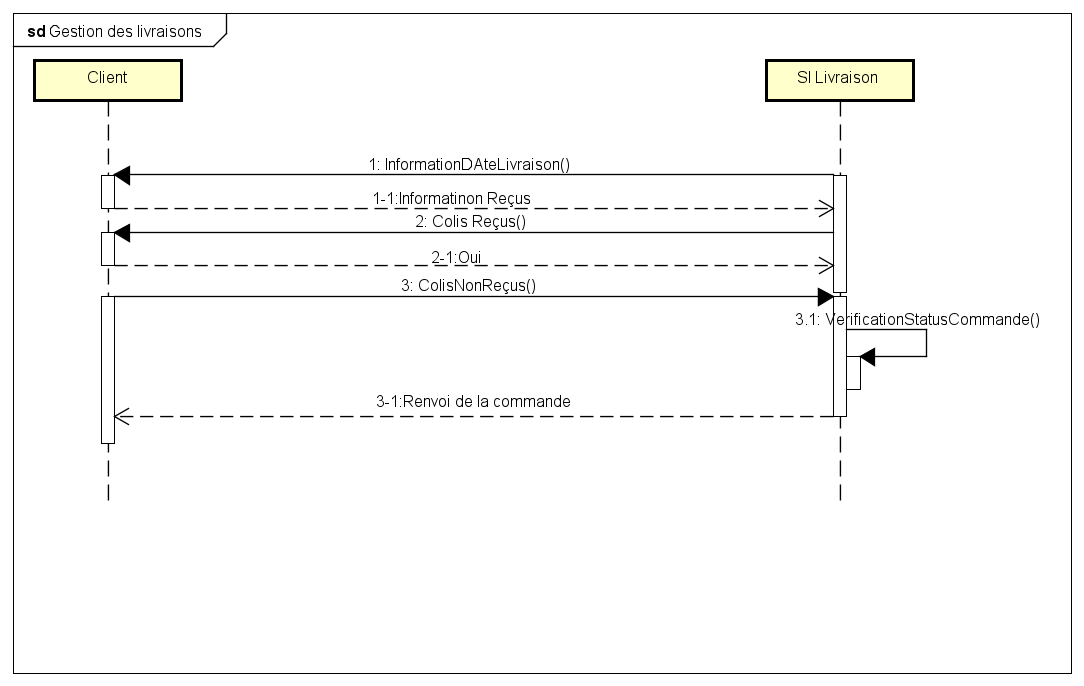 sd Gestion des livraisons
Client
SI Livraison
1: InformationDAteLivraison()
1-1:Informatinon Reçus
2: Colis Reçus()
2-1:Oui
3: ColisNonReçus()
3.1: VerificationStatusCommande()
3-1:Renvoi de la commande